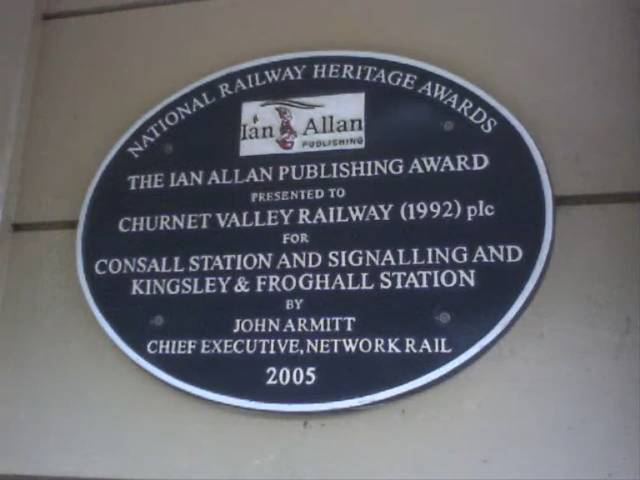 NATIONAL RAILWAY HERITAGE AWARDS
Ian Allan
PUBLISHING
THE IAN ALLAN PUBLISHING AWARD
PRESENTED TO
CHURNET VALLEY RAILWAY (1992) plc
FOR
CONSALL STATION AND SIGNALLING AND
KINGSLEY & FROGHALL STATION
BY
JOHN ARMITT
CHIEF EXECUTIVE, NETWORK RAIL
2005